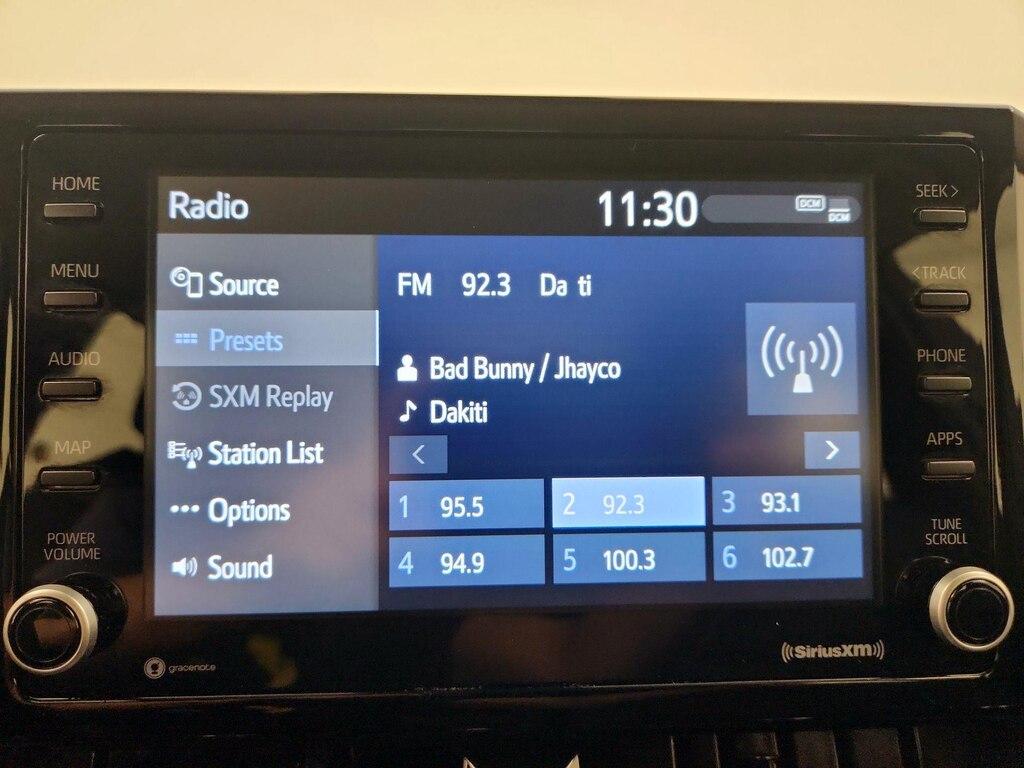 HOME
MENU
AUDIO
MAP
POWER
VOLUME
gracenote
Radio
11:30
DCM
DCM
Source
Presets
SXM Replay
Station List
Options
Sound
FM 92.3 Da ti
Bad Bunny / Jhayco
Dakiti
< >
1 95.5 2 92.3 3 93.1
4 94.9 5 100.3 6 102.7
SiriusXM
SEEK >
< TRACK
PHONE
APPS
TUNE
SCROLL